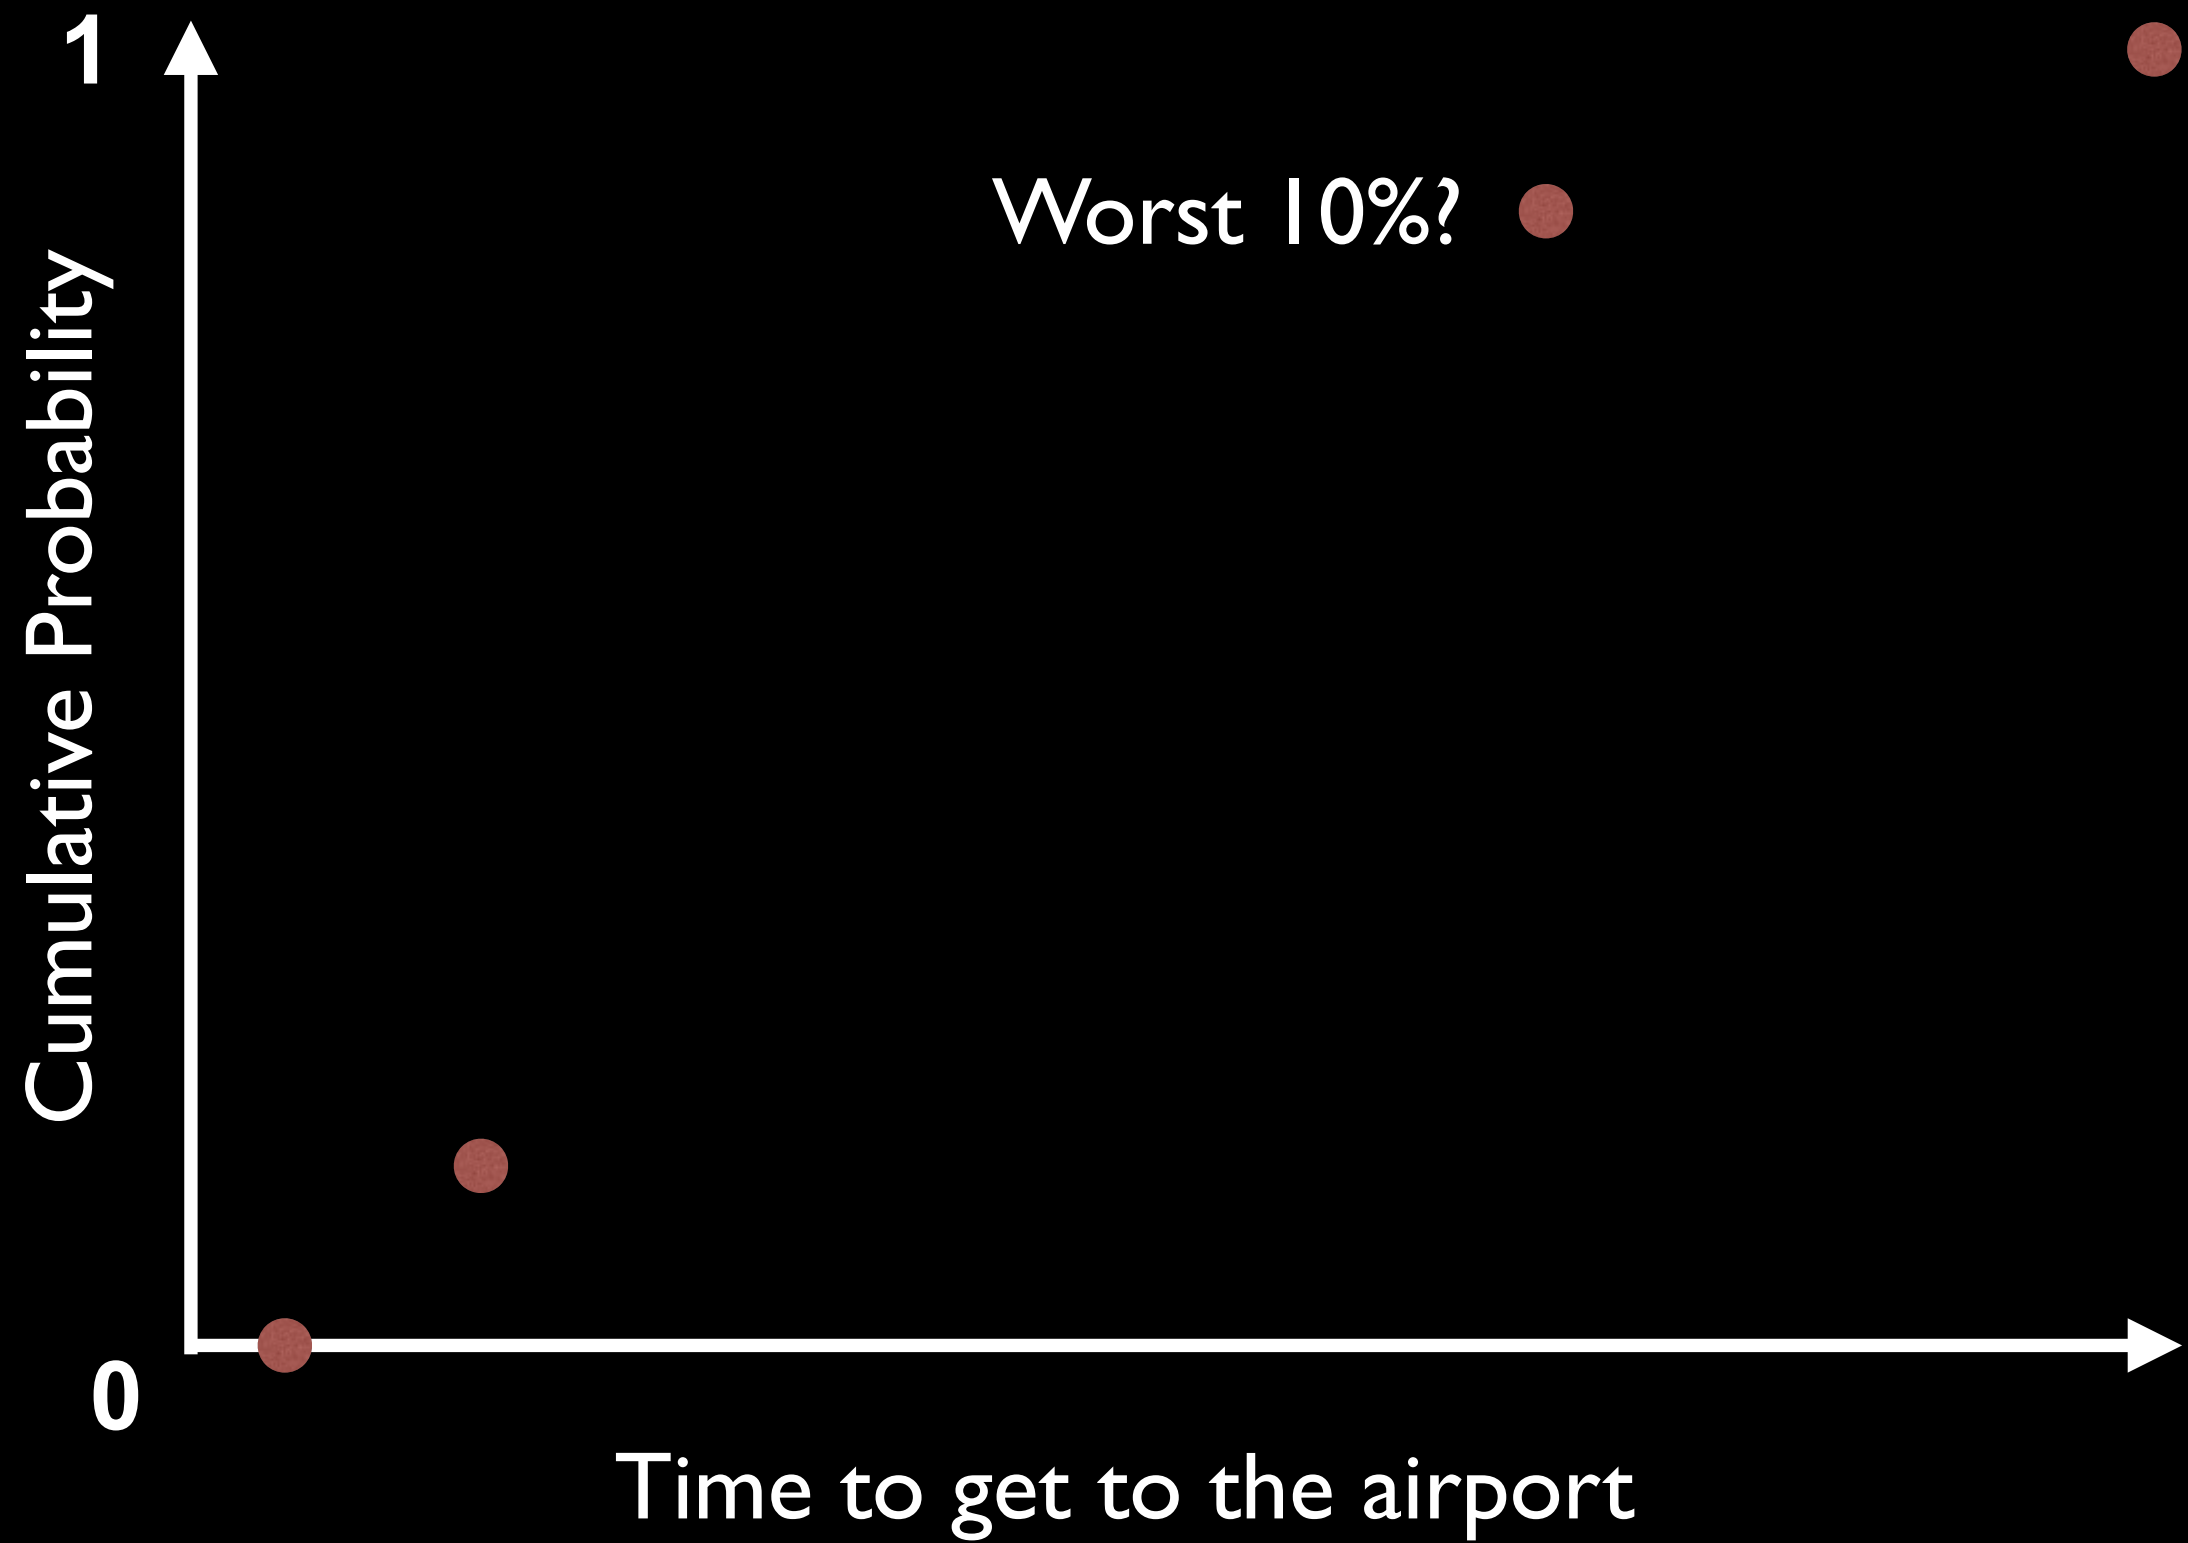 1
Worst 10%?
Cumulative Probability
0
Time to get to the airport